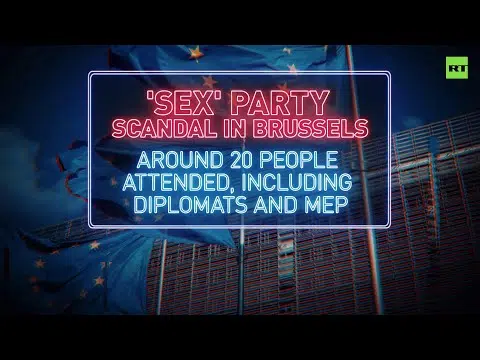 RT
'SEX' PARTY
SCANDAL IN BRUSSELS
AROUND 20 PEOPLE
ATTENDED, INCLUDING
DIPLOMATS AND MEP